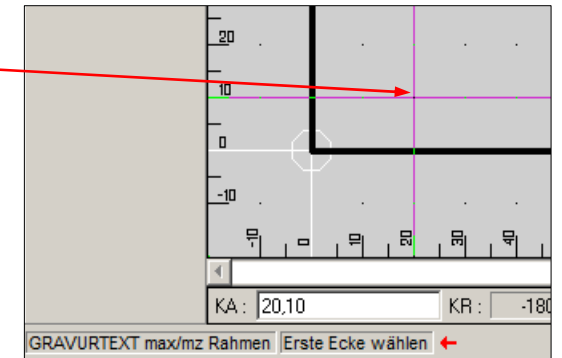 20
10
0
-10
-10 0 10 20 30 40
KA : 20,10 KR : -180
GRAVURTEXT max/mz Rahmen Erste Ecke wählen